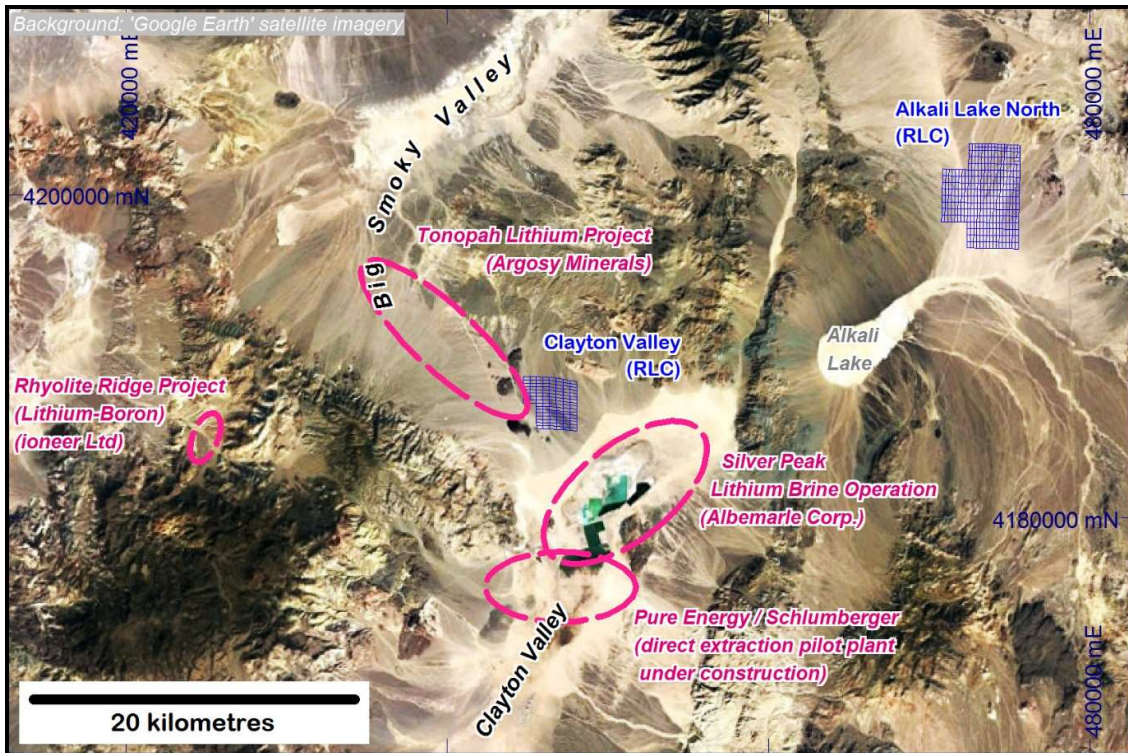 Background: 'Google Earth' satellite imagery
420000 mE
480000 mE
Big Smoky Valley
Alkali Lake North
(RLC)
4200000 mN
Tonopah Lithium Project
(Argosy Minerals)
Clayton Valley
(RLC)
Alkali
Lake
Rhyolite Ridge Project
(Lithium-Boron)
(ioneer Ltd)
Silver Peak
Lithium Brine Operation
(Albemarle Corp.)
4180000 mN
Pure Energy / Schlumberger
(direct extraction pilot plant
under construction)
Clayton Valley
480000 mE
20 kilometres